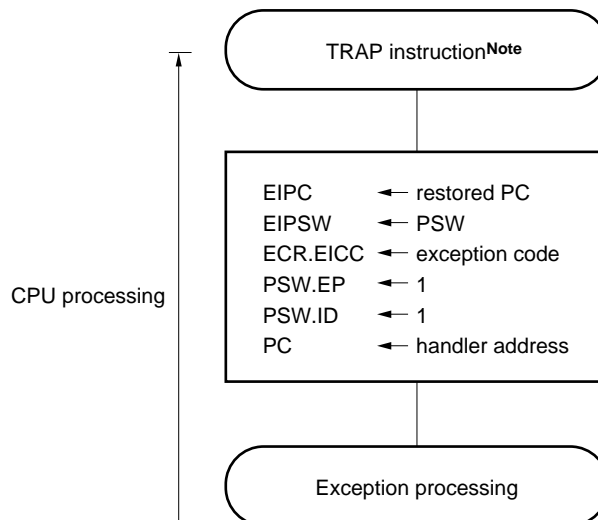 TRAP instructionNote
EIPC ← restored PC
EIPSW ← PSW
ECR.EICC ← exception code
PSW.EP ← 1
PSW.ID ← 1
PC ← handler address
CPU processing
Exception processing